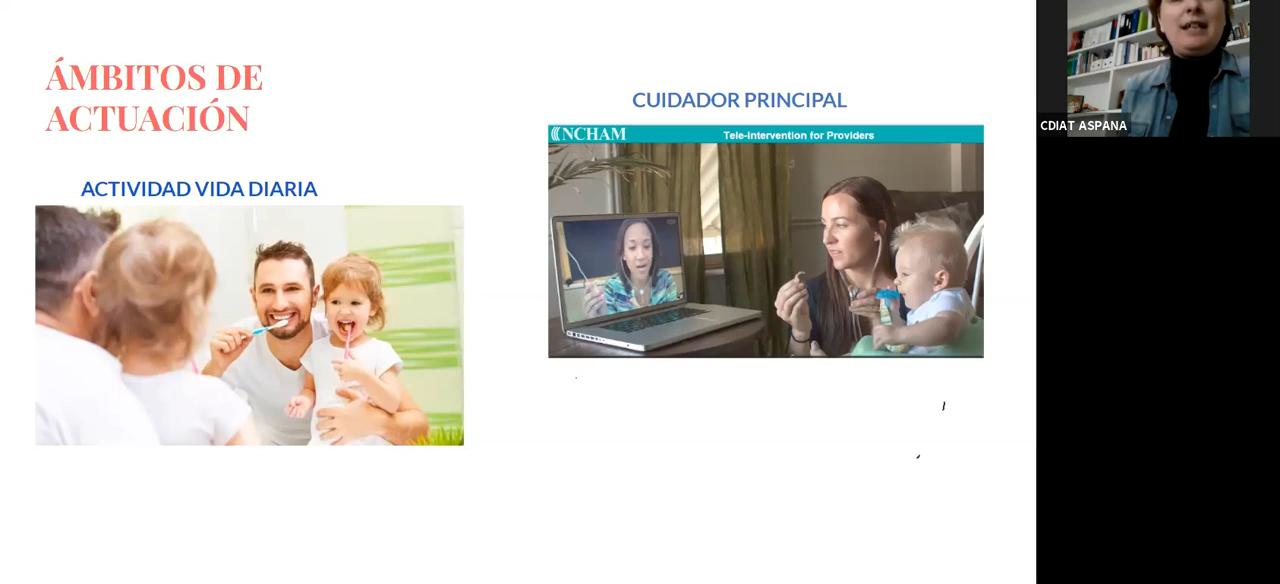 ÁMBITOS DE
ACTUACIÓN
ACTIVIDAD VIDA DIARIA
CUIDADOR PRINCIPAL
NCHAM
Tele-intervention for Providers
CDIAT ASPANA